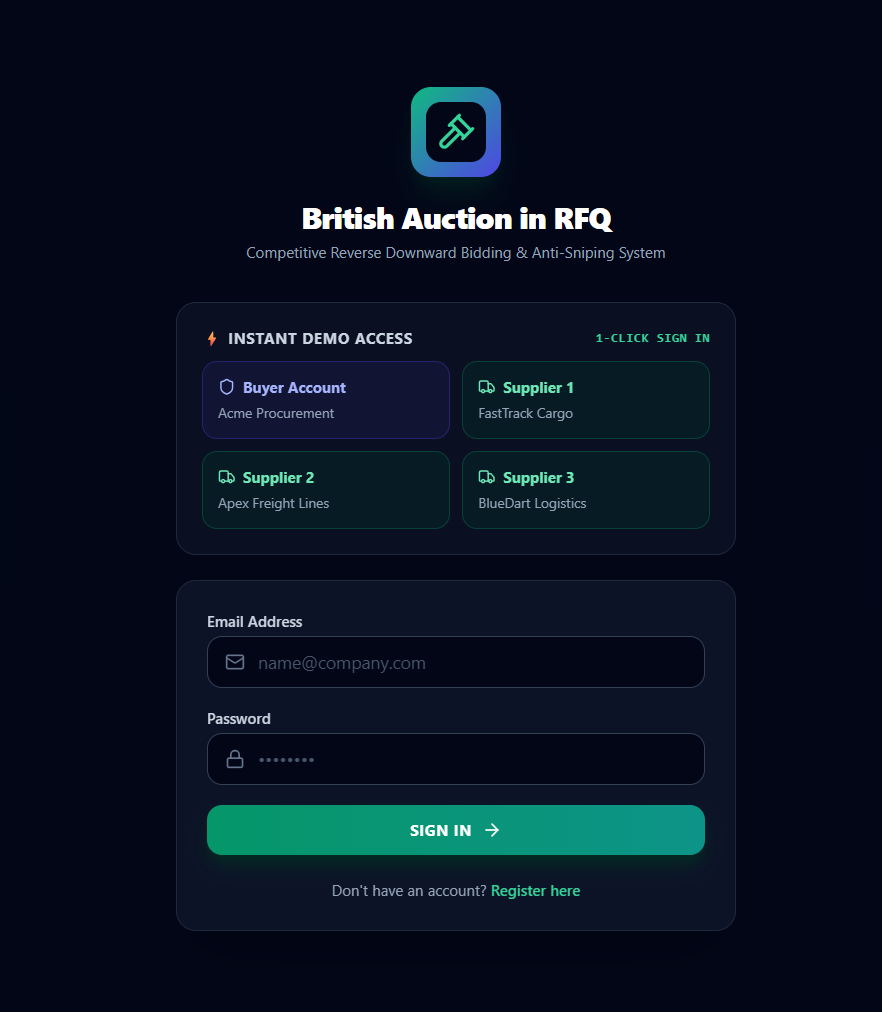 British Auction in RFQ
Competitive Reverse Downward Bidding & Anti-Sniping System
INSTANT DEMO ACCESS
1-CLICK SIGN IN
Buyer Account
Acme Procurement
Supplier 1
FastTrack Cargo
Supplier 2
Apex Freight Lines
Supplier 3
BlueDart Logistics
Email Address
name@company.com
Password
••••••••
SIGN IN →
Don't have an account? Register here